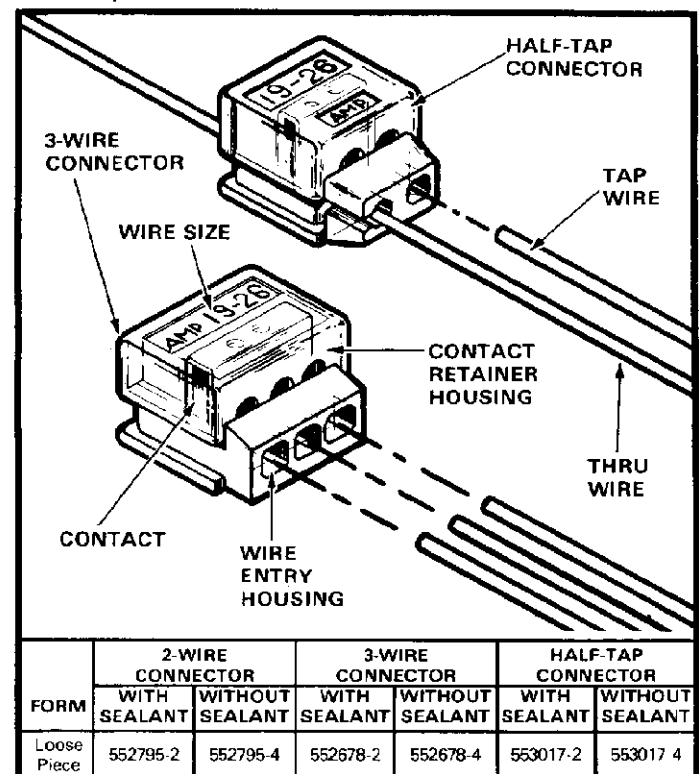 HALF-TAP
CONNECTOR
19-26
AMP
3-WIRE
CONNECTOR
TAP
WIRE
WIRE SIZE
AMP 19-26
CONTACT
RETAINER
HOUSING
THRU
WIRE
CONTACT
WIRE
ENTRY
HOUSING
FORM
2-WIRE
CONNECTOR
3-WIRE
CONNECTOR
HALF-TAP
CONNECTOR
WITH
SEALANT
WITHOUT
SEALANT
WITH
SEALANT
WITHOUT
SEALANT
WITH
SEALANT
WITHOUT
SEALANT
Loose
Piece
552795-2
552795-4
552678-2
552678-4
553017-2
553017 4